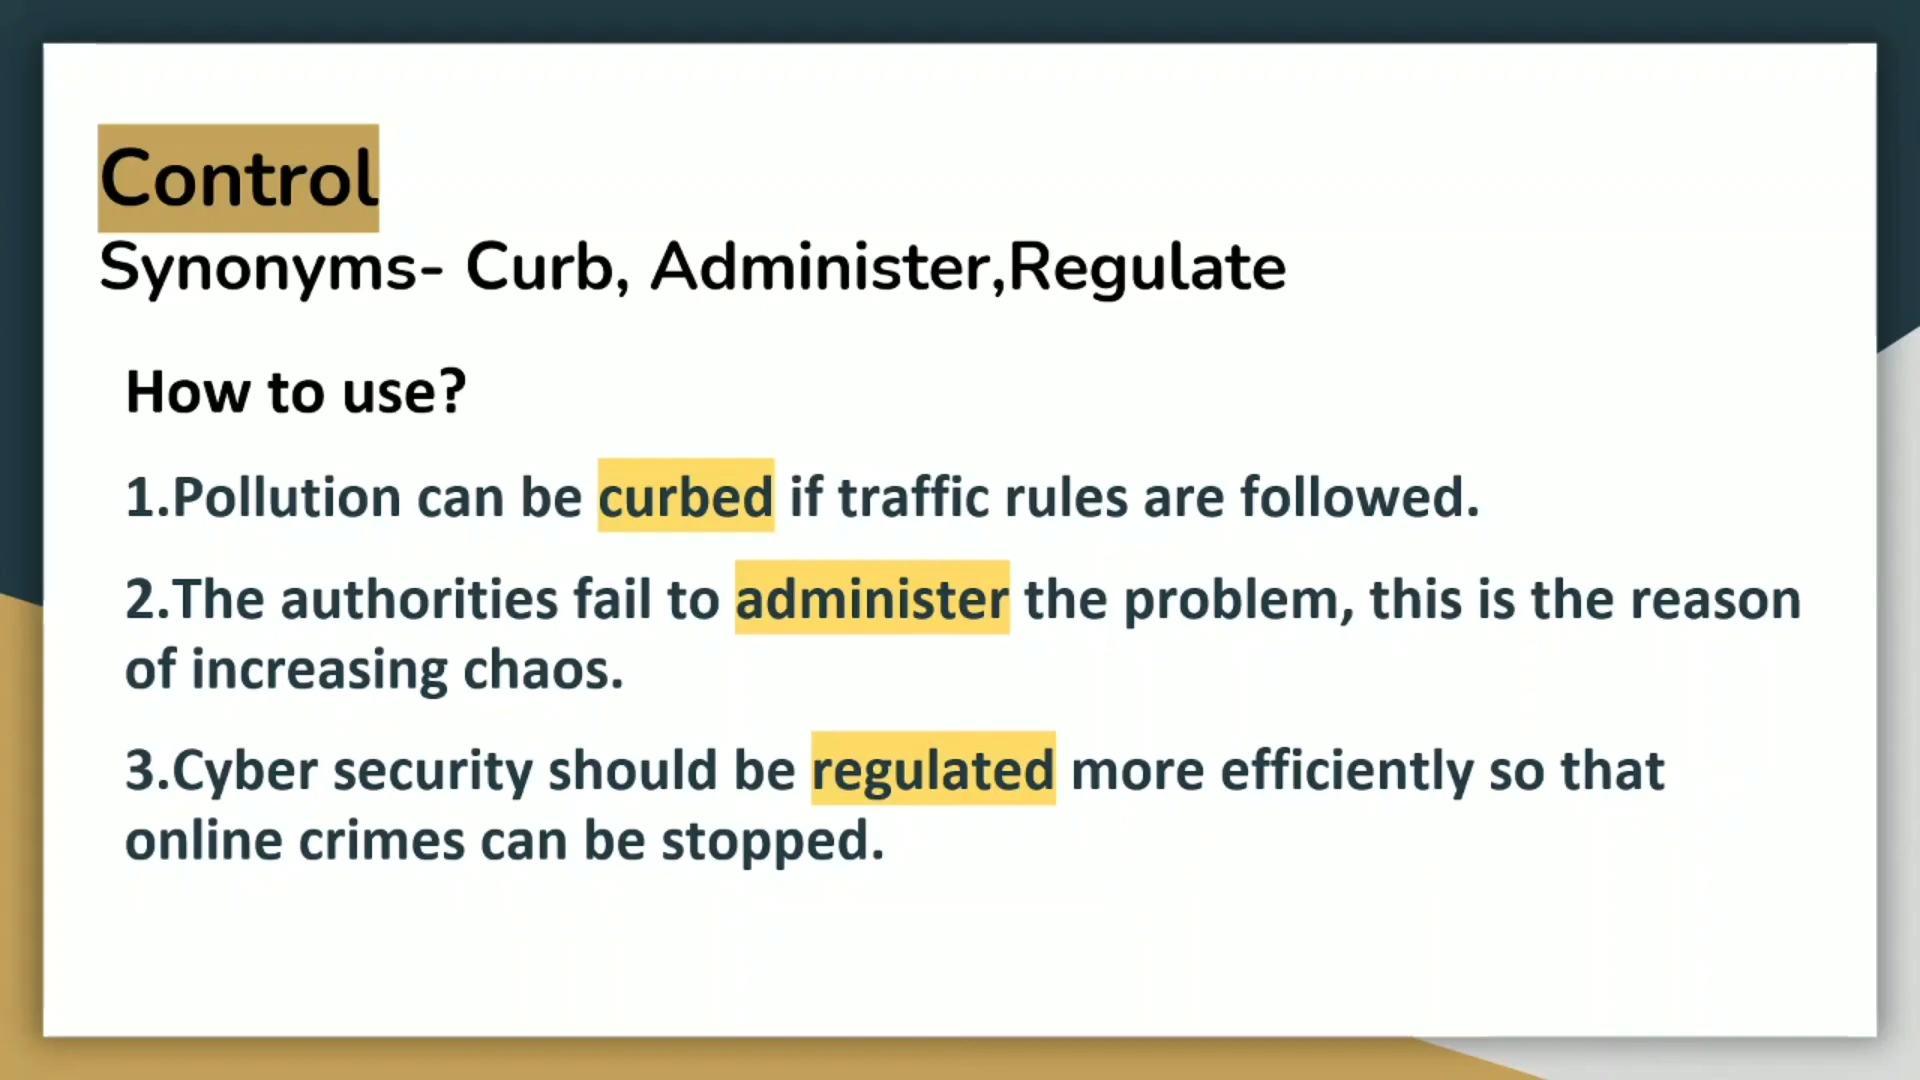 Control
Synonyms- Curb, Administer,Regulate
How to use?
1.Pollution can be curbed if traffic rules are followed.
2.The authorities fail to administer the problem, this is the reason
of increasing chaos.
3.Cyber security should be regulated more efficiently so that
online crimes can be stopped.